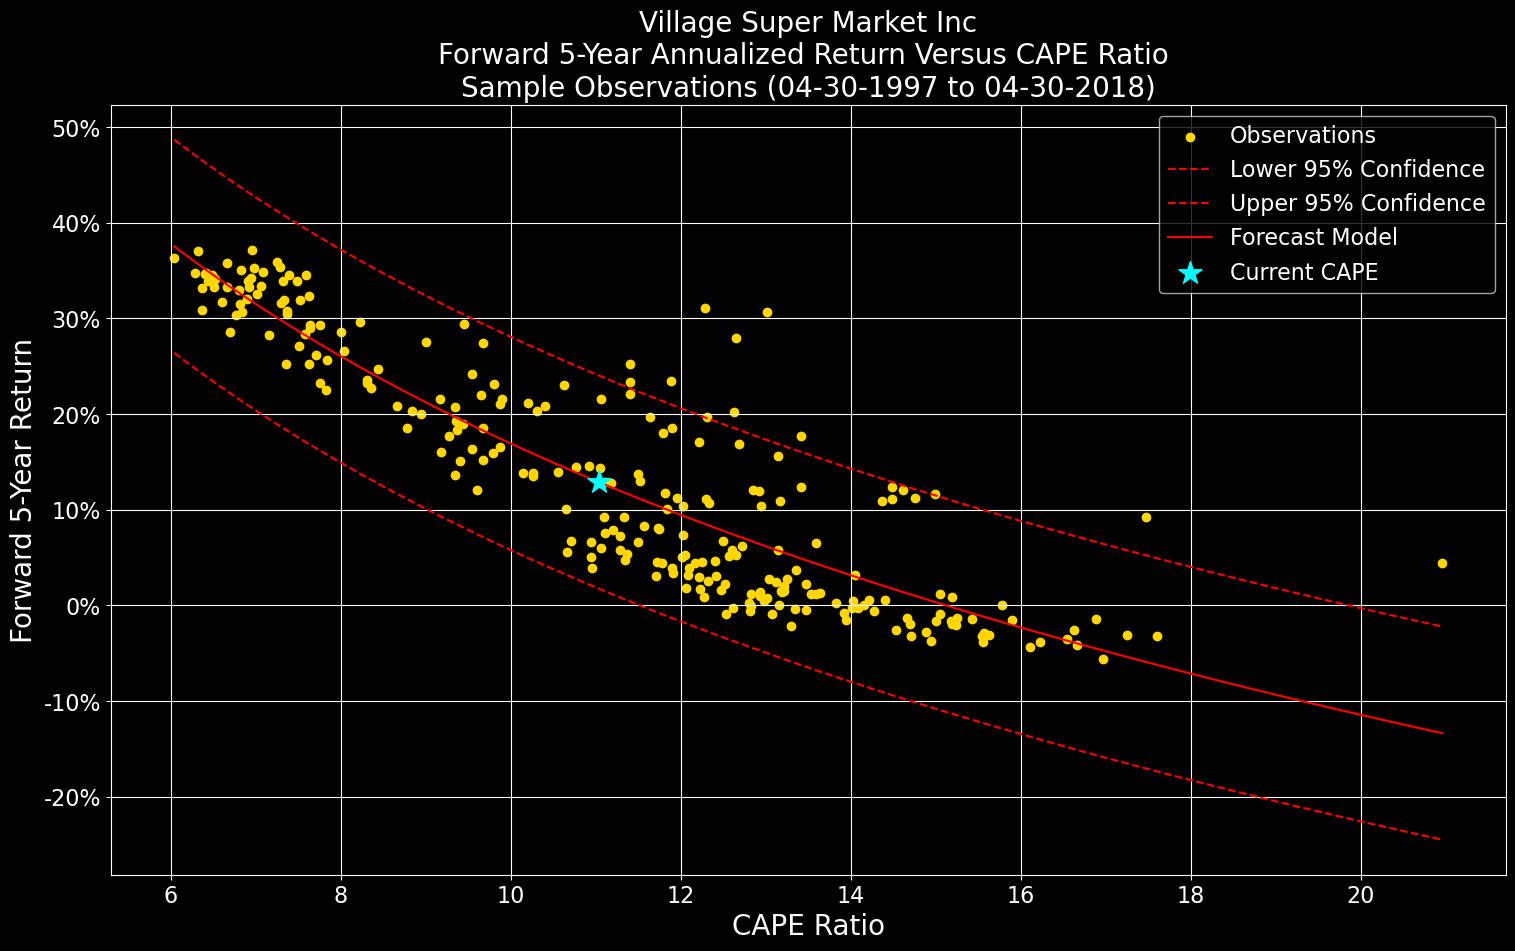 Village Super Market Inc
Forward 5-Year Annualized Return Versus CAPE Ratio
Sample Observations (04-30-1997 to 04-30-2018)
Observations
Lower 95% Confidence
Upper 95% Confidence
Forecast Model
Current CAPE
Forward 5-Year Return
50%
40%
30%
20%
10%
0%
-10%
-20%
6 8 10 12 14 16 18 20
CAPE Ratio